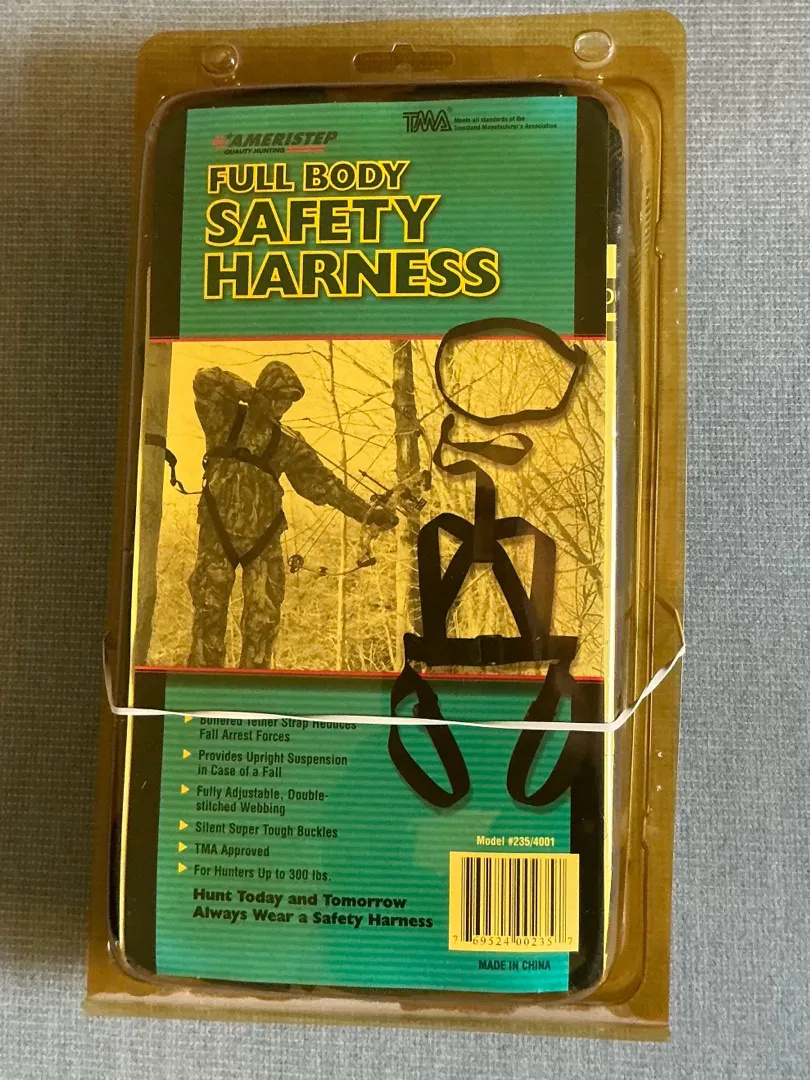 AMERISTEP
QUALITY HUNTING
TMA®
Meets all standards of the
Treestand Manufacturer's Association
FULL BODY
SAFETY
HARNESS
Buffered Tether Strap Reduces
Fall Arrest Forces
Provides Upright Suspension
in Case of a Fall
Fully Adjustable, Double-
stitched Webbing
Silent Super Tough Buckles
TMA Approved
For Hunters Up to 300 lbs.
Hunt Today and Tomorrow
Always Wear a Safety Harness
Model #235/4001
7 69524 00235 7
MADE IN CHINA